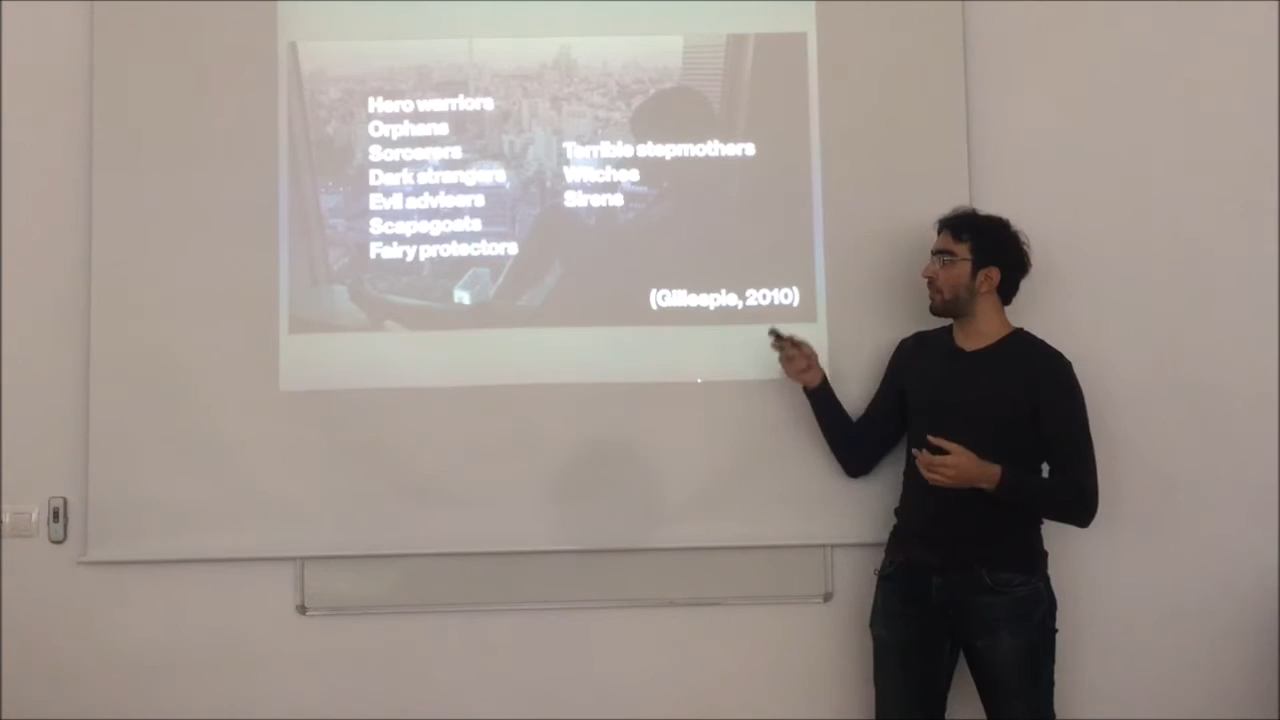 Hero warriors
Orphans
Sorcerers
Dark strangers
Evil advisers
Scapegoats
Fairy protectors
Terrible stepmothers
Witches
Sirens
(Gillespie, 2010)